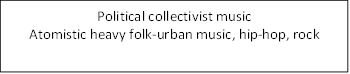 Political collectivist music
Atomistic heavy folk-urban music, hip-hop, rock